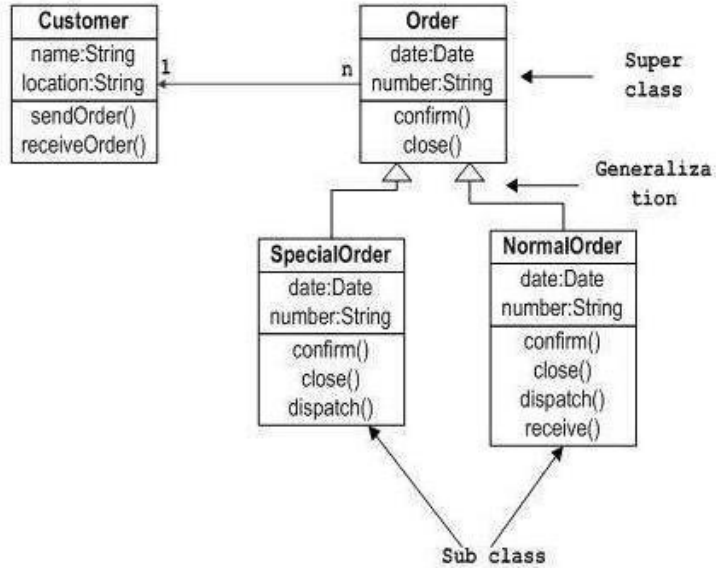 Customer
name:String
location:String
sendOrder()
receiveOrder()
1
n
Order
date:Date
number:String
confirm()
close()
Super
class
Generaliza
tion
SpecialOrder
date:Date
number:String
confirm()
close()
dispatch()
NormalOrder
date:Date
number:String
confirm()
close()
dispatch()
receive()
Sub class